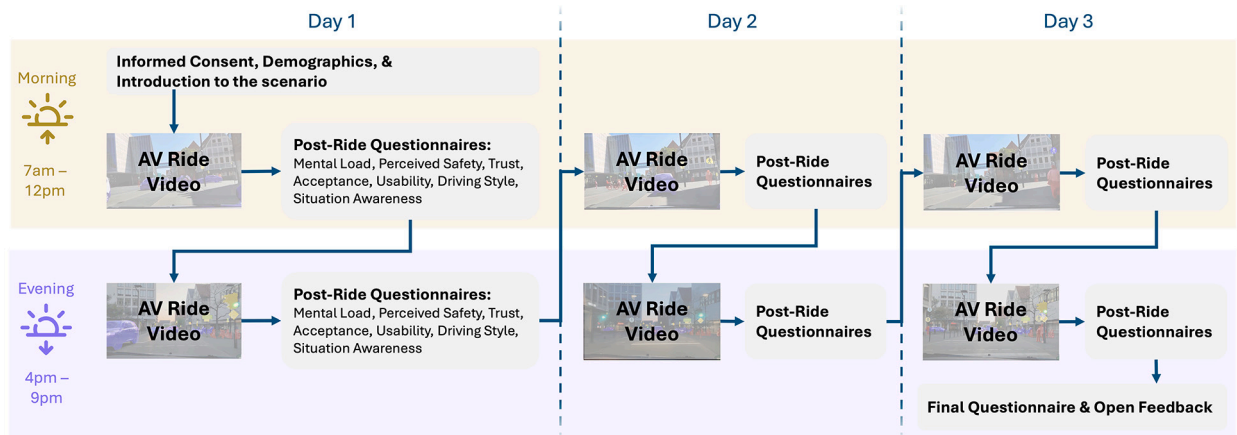 Day 1
Day 2
Day 3
Morning
7am –
12pm
Informed Consent, Demographics, &
Introduction to the scenario
AV Ride
Video
Post-Ride Questionnaires:
Mental Load, Perceived Safety, Trust,
Acceptance, Usability, Driving Style,
Situation Awareness
AV Ride
Video
Post-Ride
Questionnaires
AV Ride
Video
Post-Ride
Questionnaires
Evening
4pm –
9pm
AV Ride
Video
Post-Ride Questionnaires:
Mental Load, Perceived Safety, Trust,
Acceptance, Usability, Driving Style,
Situation Awareness
AV Ride
Video
Post-Ride
Questionnaires
AV Ride
Video
Post-Ride
Questionnaires
Final Questionnaire & Open Feedback